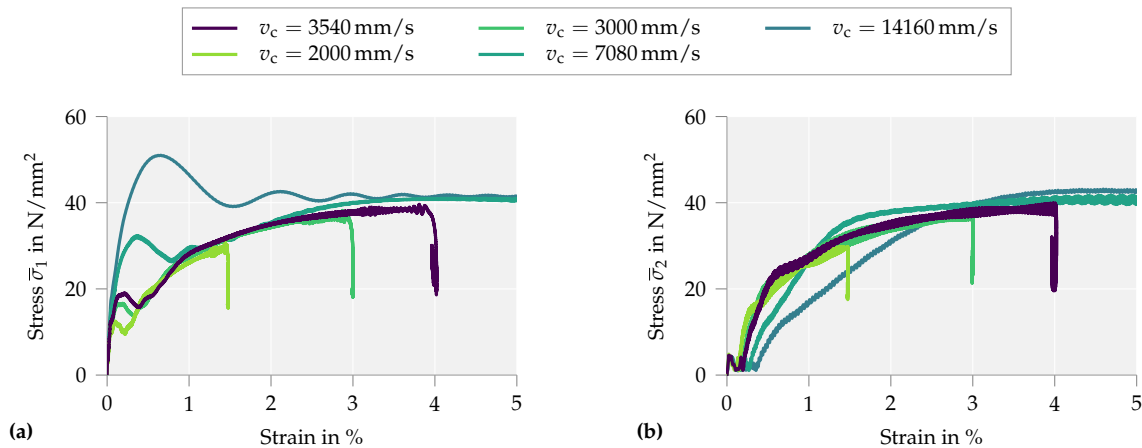 v_c = 3540 mm/s v_c = 3000 mm/s v_c = 14160 mm/s
v_c = 2000 mm/s v_c = 7080 mm/s
60
40
20
0
Stress σ̅₁ in N/mm²
0 1 2 3 4 5
Strain in %
(a)
60
40
20
0
Stress σ̅₂ in N/mm²
0 1 2 3 4 5
Strain in %
(b)